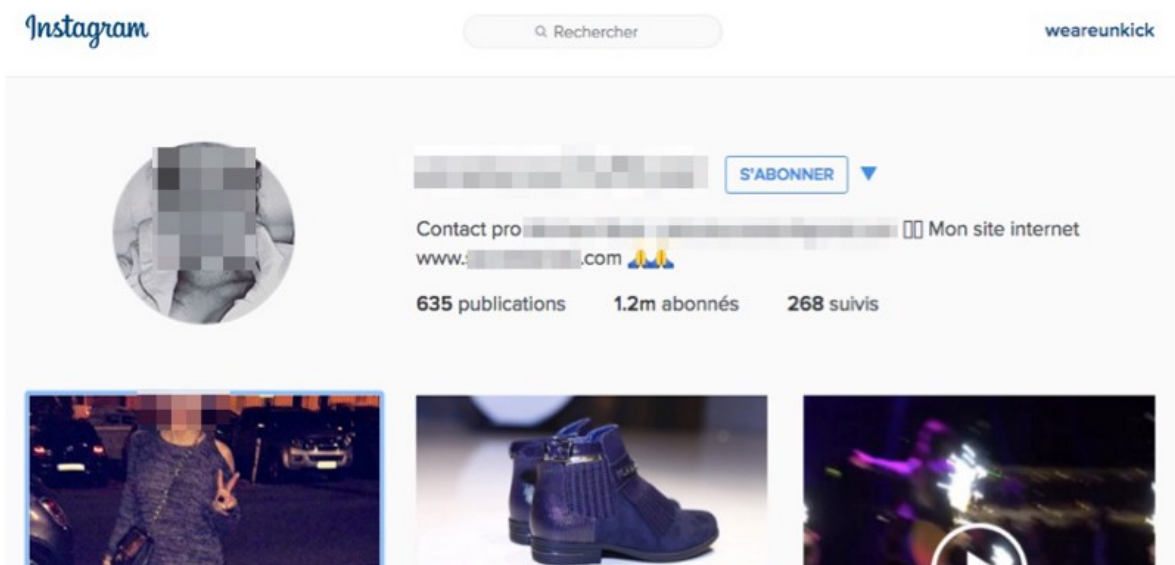 Instagram
Rechercher
weareunkick
S'ABONNER
Contact pro Mon site internet
www. .com
635 publications 1.2m abonnés 268 suivis